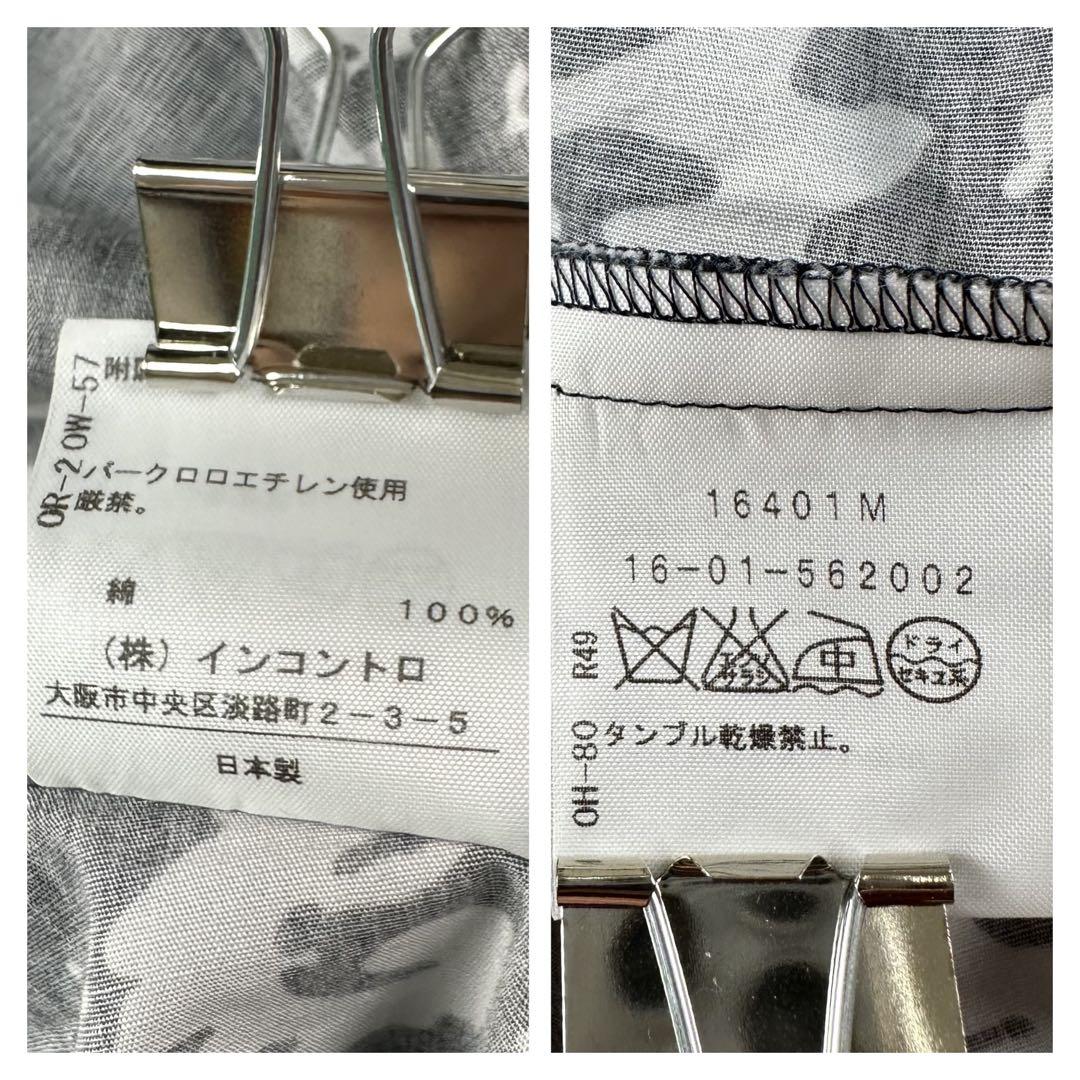 OR-2 0W-57
パークロロエチレン使用
厳禁。
綿 100%
(株) インコントロ
大阪市中央区淡路町2-3-5
日本製
16401M
16-01-562002
R49
中
ドライ
セキユ系
OH-80
タンブル乾燥禁止。